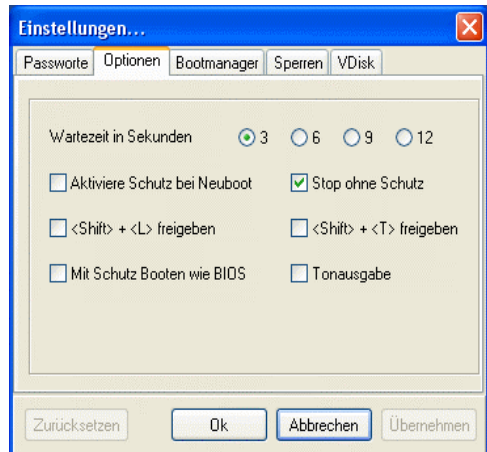 Einstellungen...
Passworte Optionen Bootmanager Sperren VDisk
Wartezeit in Sekunden 3 6 9 12
Aktiviere Schutz bei Neuboot Stop ohne Schutz
<Shift> + <L> freigeben <Shift> + <T> freigeben
Mit Schutz Booten wie BIOS Tonausgabe
Zurücksetzen Ok Abbrechen Übernehmen